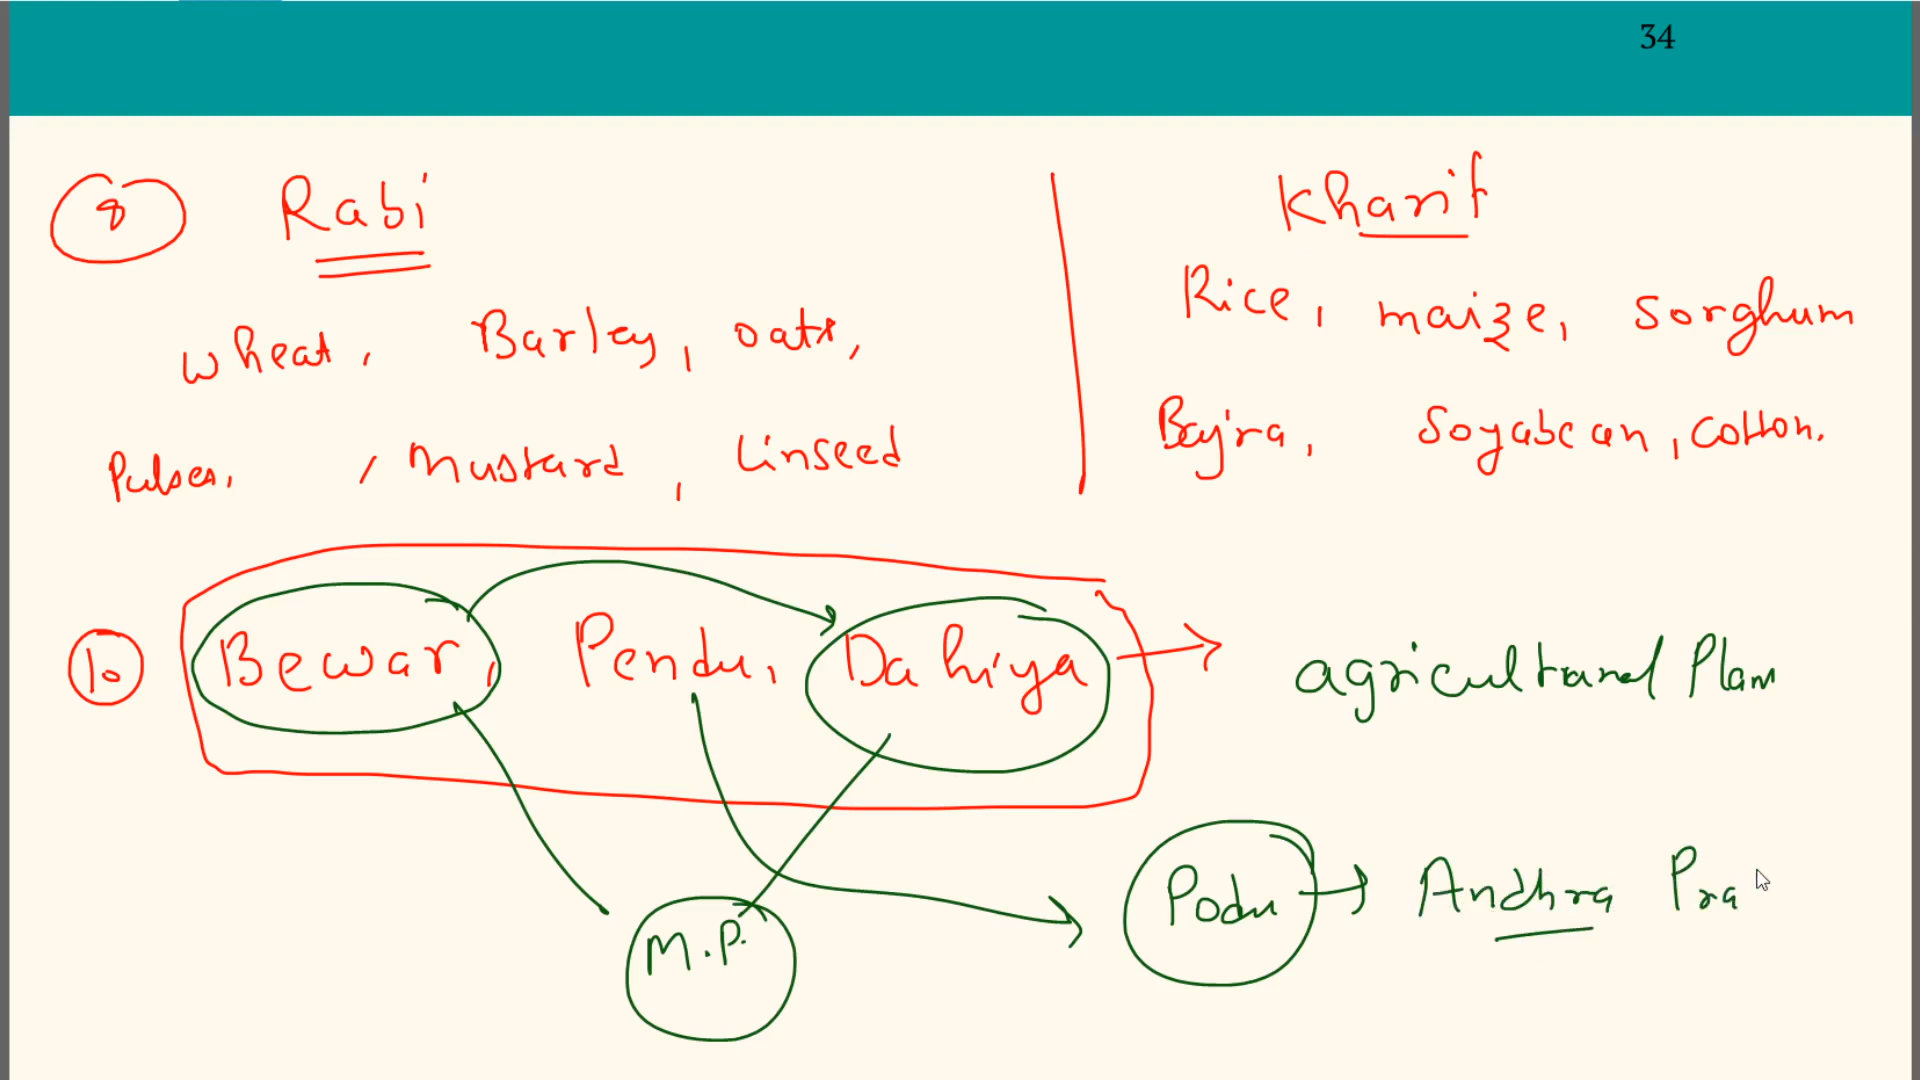 34
8 Rabi Kharif
Rice, maize, Sorghum
Wheat, Barley, oats,
Bajra, Soyabean, Cotton.
Pulses, , Mustard, Linseed
10 Bewar, Pendu, Dahiya → agricultural Plan
Podu → Andhra Pra
M.P.